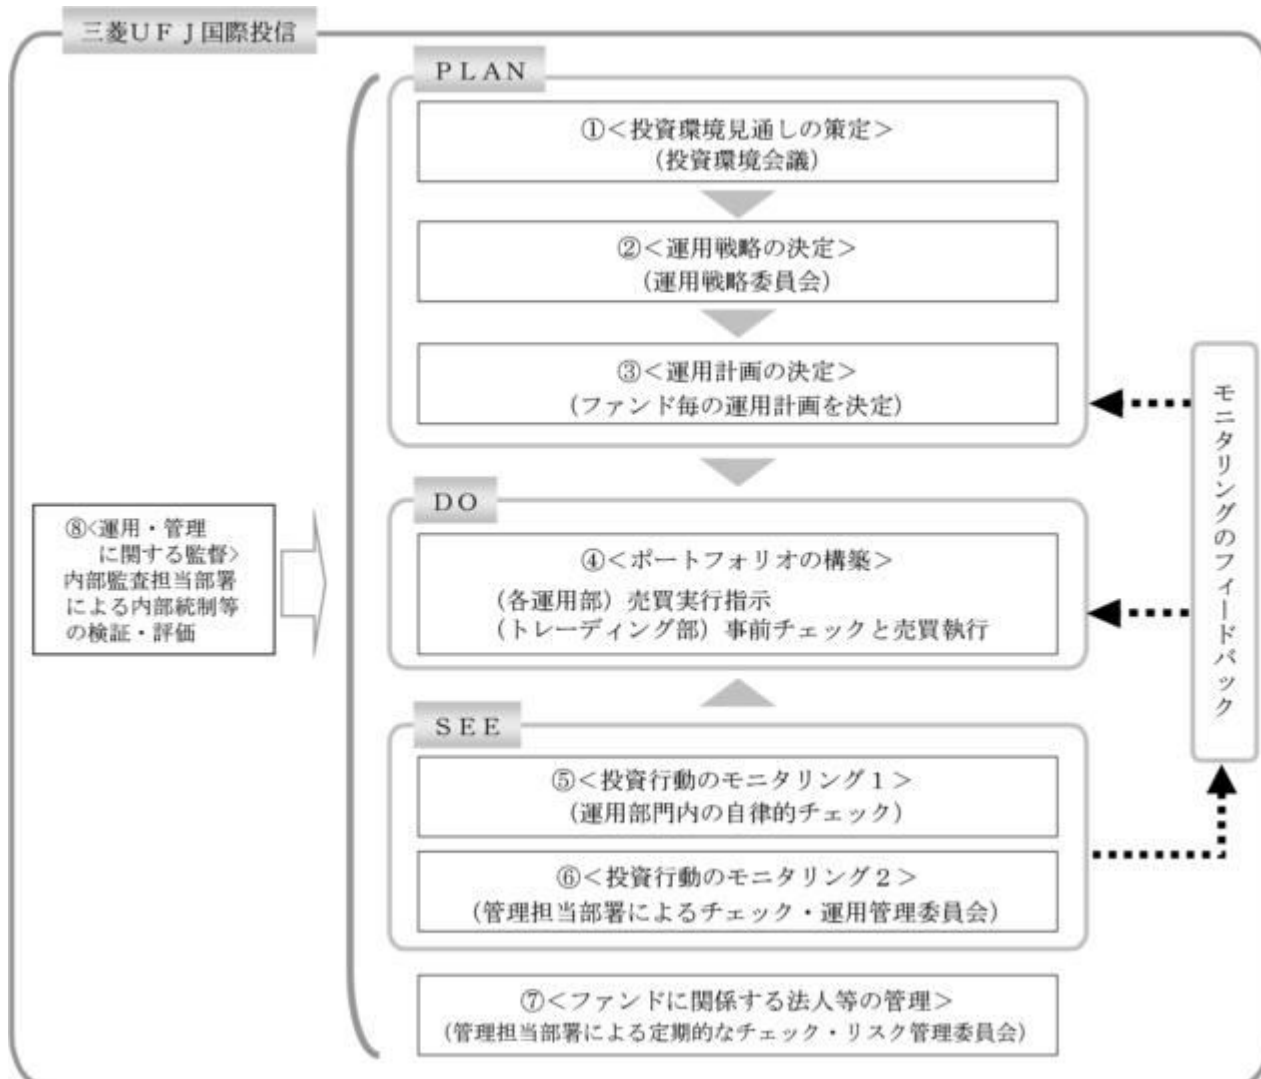 三菱ＵＦＪ国際投信
ＰＬＡＮ
①＜投資環境見通しの策定＞
（投資環境会議）
②＜運用戦略の決定＞
（運用戦略委員会）
③＜運用計画の決定＞
（ファンド毎の運用計画を決定）
ＤＯ
④＜ポートフォリオの構築＞
（各運用部）売買実行指示
（トレーディング部）事前チェックと売買執行
ＳＥＥ
⑤＜投資行動のモニタリング１＞
（運用部門内の自律的チェック）
⑥＜投資行動のモニタリング２＞
（管理担当部署によるチェック・運用管理委員会）
⑦＜ファンドに関係する法人等の管理＞
（管理担当部署による定期的なチェック・リスク管理委員会）
⑧<運用・管理
に関する監督>
内部監査担当部署
による内部統制等
の検証・評価
モニタリングのフィードバック